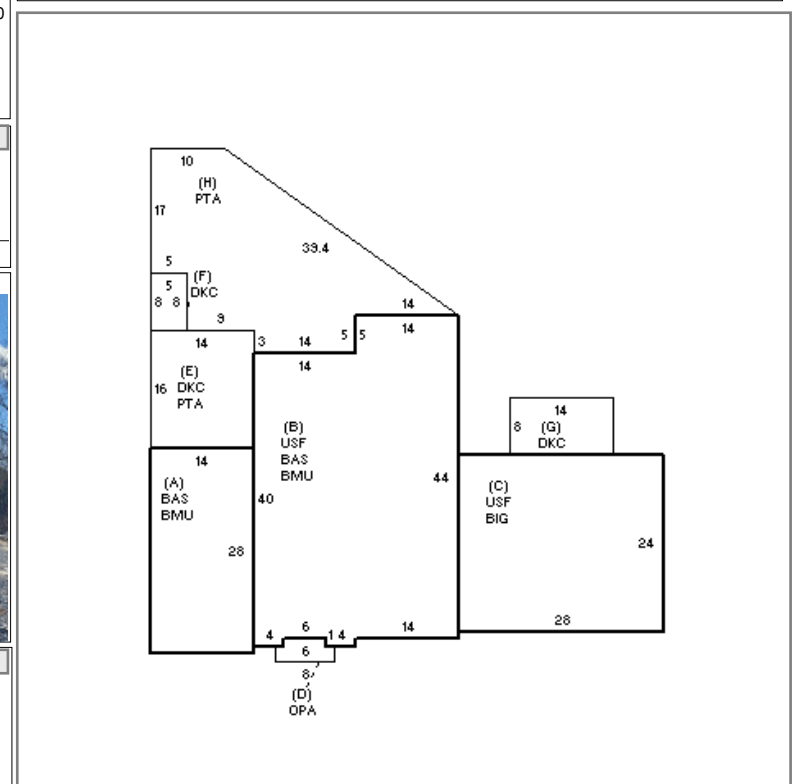 10
(H)
PTA
17
39.4
5
5
(F)
DKC
8 8
9
14
14
14
3
14
5 5
14
14
(E)
16 DKC
PTA
14
(A)
BAS
BMU
28
(B)
USF
BAS
BMU
40
44
14
8 (G)
DKC
(C)
USF
BIG
24
28
4
6
1 4
14
6
8
(D)
OPA